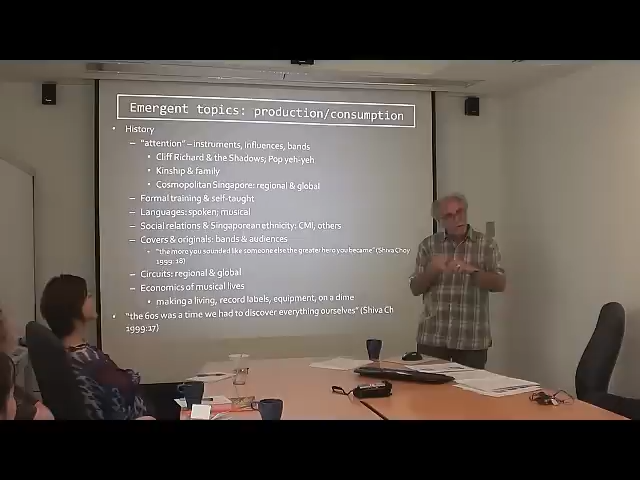 Emergent topics: production/consumption
• History
– "attention" – instruments, influences, bands
• Cliff Richard & the Shadows; Pop yeh-yeh
• Kinship & family
• Cosmopolitan Singapore: regional & global
– Formal training & self-taught
– Languages: spoken; musical
– Social relations & Singaporean ethnicity: CMI, others
– Covers & originals: bands & audiences
• "the more you sounded like someone else the greater hero you became" (Shiva Choy
1999: 18)
– Circuits: regional & global
– Economics of musical lives
• making a living, record labels, equipment, on a dime
• "the 60s was a time we had to discover everything ourselves" (Shiva Ch
1999:17)